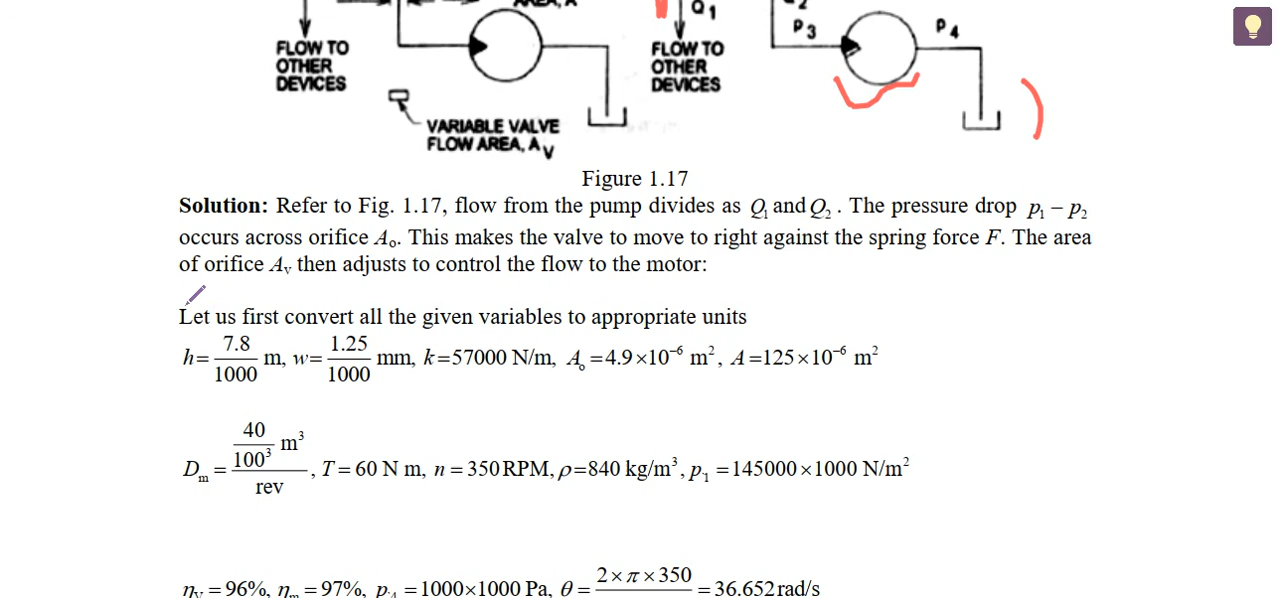 AREA, A
Q1
2
P3
P4
FLOW TO
OTHER
DEVICES
FLOW TO
OTHER
DEVICES
VARIABLE VALVE
FLOW AREA, AV
Figure 1.17
Solution: Refer to Fig. 1.17, flow from the pump divides as Q₁ and Q₂ . The pressure drop p₁ − p₂
occurs across orifice Aₒ. This makes the valve to move to right against the spring force F. The area
of orifice Aᵥ then adjusts to control the flow to the motor:
Let us first convert all the given variables to appropriate units
h= 7.8/1000 m, w= 1.25/1000 mm, k=57000 N/m, Aₒ =4.9×10⁻⁶ m², A=125×10⁻⁶ m²
Dₘ = (40/100³ m³)/rev , T= 60 N m, n = 350 RPM, ρ=840 kg/m³, p₁ =145000×1000 N/m²
ηᵥ =96%, ηₘ =97%, p₄ =1000×1000 Pa, θ = 2×π×350 =36.652 rad/s